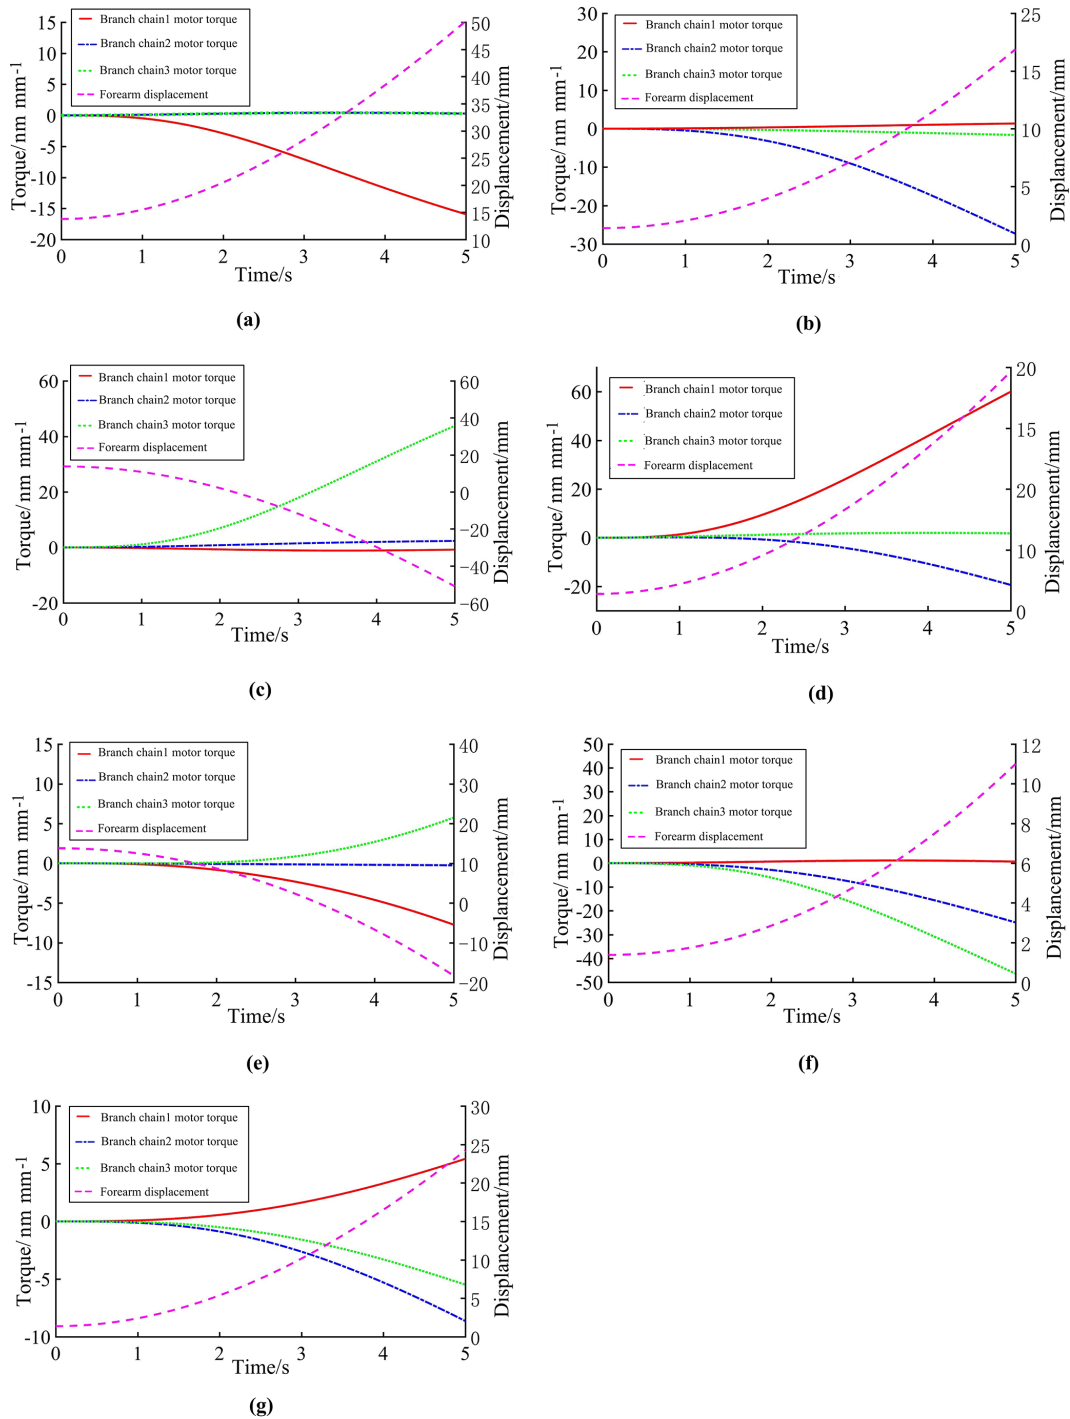 Branch chain1 motor torque
Branch chain2 motor torque
Branch chain3 motor torque
Forearm displacement
15
10
5
0
-5
-10
-15
-20
Torque/ nm mm-1
50
45
40
35
30
25
20
15
10
Displancement/mm
0 1 2 3 4 5
Time/s
(a)
Branch chain1 motor torque
Branch chain2 motor torque
Branch chain3 motor torque
Forearm displacement
30
20
10
0
-10
-20
-30
Torque/ nm mm-1
25
15
10
5
0
Displancement/mm
0 1 2 3 4 5
Time/s
(b)
Branch chain1 motor torque
Branch chain2 motor torque
Branch chain3 motor torque
Forearm displacement
60
40
20
0
-20
Torque/ nm mm-1
60
40
20
0
-20
-40
-60
Displancement/mm
0 1 2 3 4 5
Time/s
(c)
Branch chain1 motor torque
Branch chain2 motor torque
Branch chain3 motor torque
Forearm displacement
60
40
20
0
-20
Torque/ nm mm-1
20
15
20
10
0
Displancement/mm
0 1 2 3 4 5
Time/s
(d)
Branch chain1 motor torque
Branch chain2 motor torque
Branch chain3 motor torque
Forearm displacement
15
10
5
0
-5
-10
-15
Torque/ nm mm-1
40
30
20
10
0
-10
-20
Displancement/mm
0 1 2 3 4 5
Time/s
(e)
Branch chain1 motor torque
Branch chain2 motor torque
Branch chain3 motor torque
Forearm displacement
50
40
30
20
10
0
-10
-20
-30
-40
-50
Torque/ nm mm-1
12
10
8
6
4
2
0
Displancement/mm
0 1 2 3 4 5
Time/s
(f)
Branch chain1 motor torque
Branch chain2 motor torque
Branch chain3 motor torque
Forearm displacement
10
5
0
-5
-10
Torque/ nm mm-1
30
25
20
15
10
5
0
Displancement/mm
0 1 2 3 4 5
Time/s
(g)